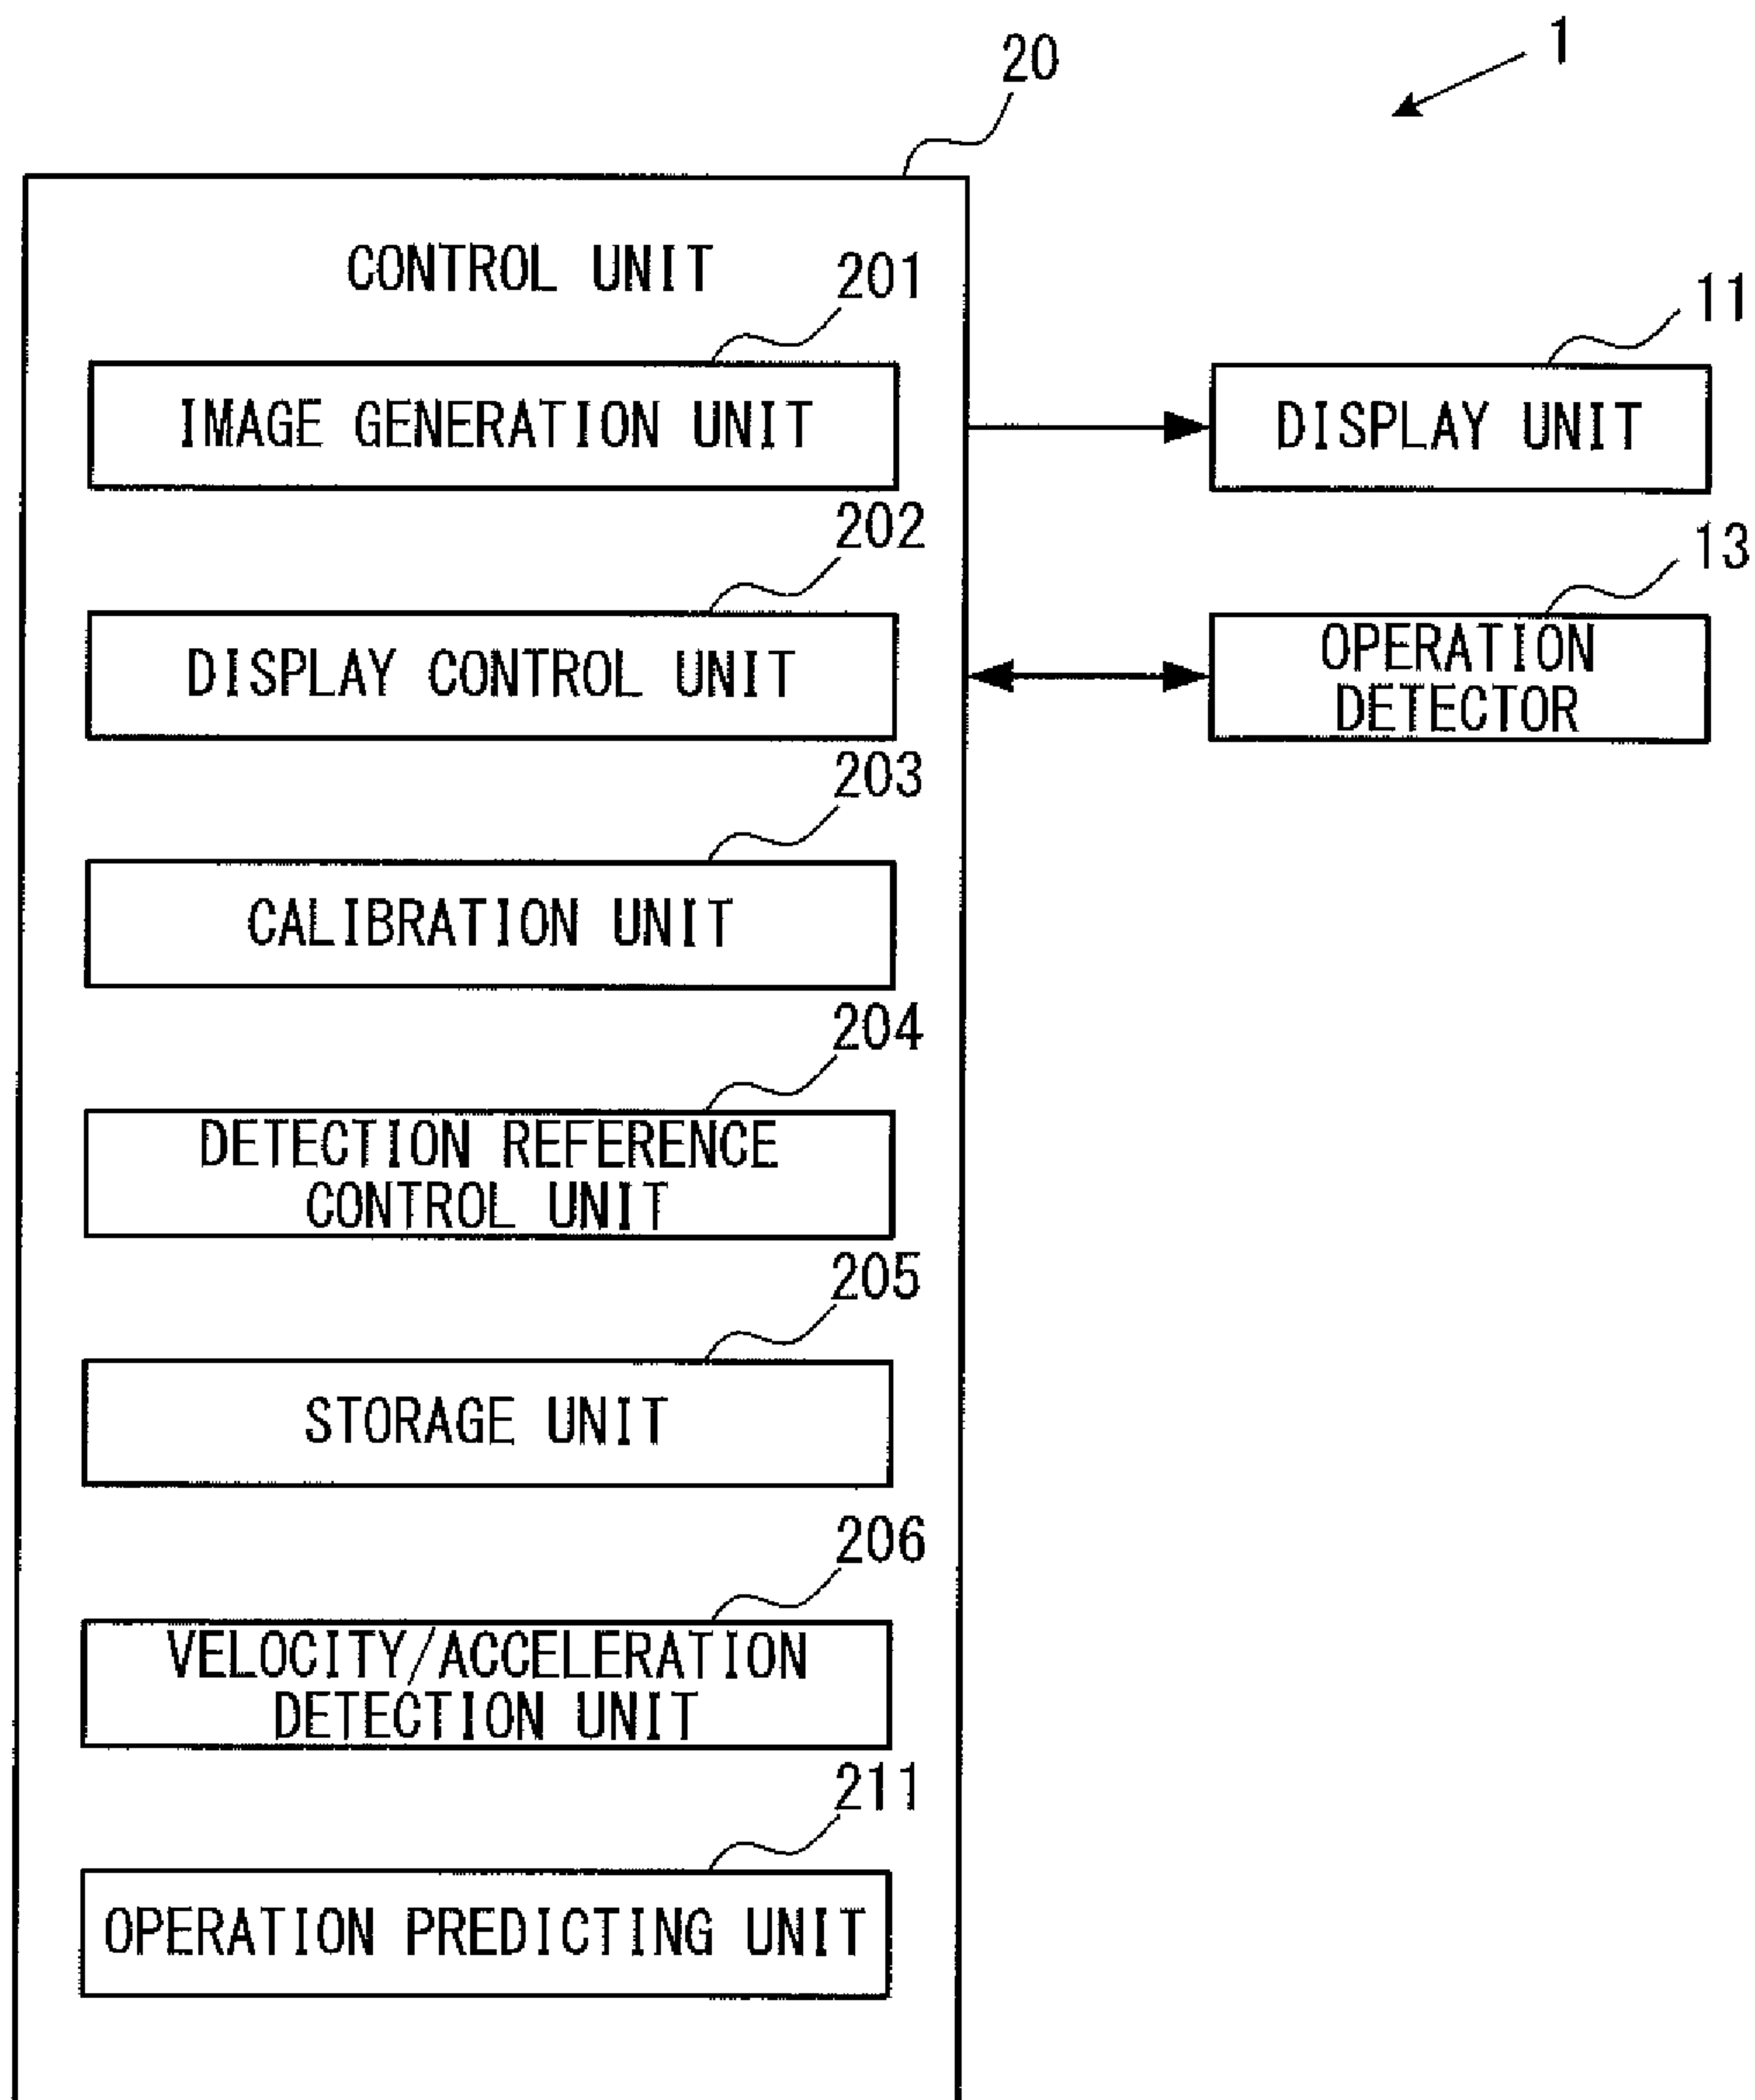 1
20
CONTROL UNIT
201
IMAGE GENERATION UNIT
202
DISPLAY CONTROL UNIT
203
CALIBRATION UNIT
204
DETECTION REFERENCE
CONTROL UNIT
205
STORAGE UNIT
206
VELOCITY/ACCELERATION
DETECTION UNIT
211
OPERATION PREDICTING UNIT
11
DISPLAY UNIT
13
OPERATION
DETECTOR